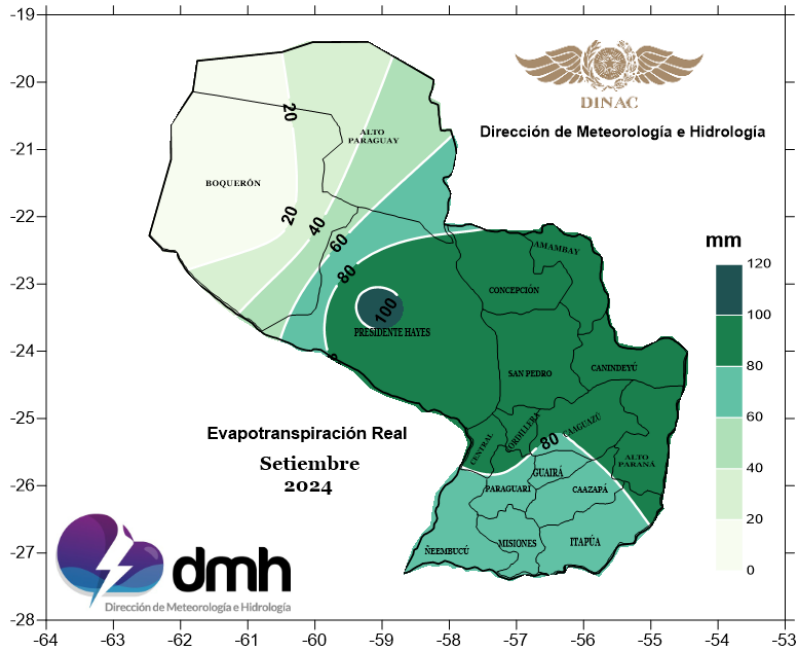 -19
-20
-21
-22
-23
-24
-25
-26
-27
-28
-64
-63
-62
-61
-60
-59
-58
-57
-56
-55
-54
-53
DINAC
Dirección de Meteorología e Hidrología
20
ALTO
PARAGUAY
BOQUERÓN
20
40
60
80
100
AMAMBAY
CONCEPCIÓN
PRESIDENTE HAYES
SAN PEDRO
CANINDEYÚ
CENTRAL
CORDILLERA
CAAGUAZÚ
80
ALTO
PARANÁ
GUAIRÁ
PARAGUARI
CAAZAPÁ
ÑEEMBUCÚ
MISIONES
ITAPÚA
mm
120
100
80
60
40
20
0
Evapotranspiración Real
Setiembre
2024
dmh
Dirección de Meteorología e Hidrología